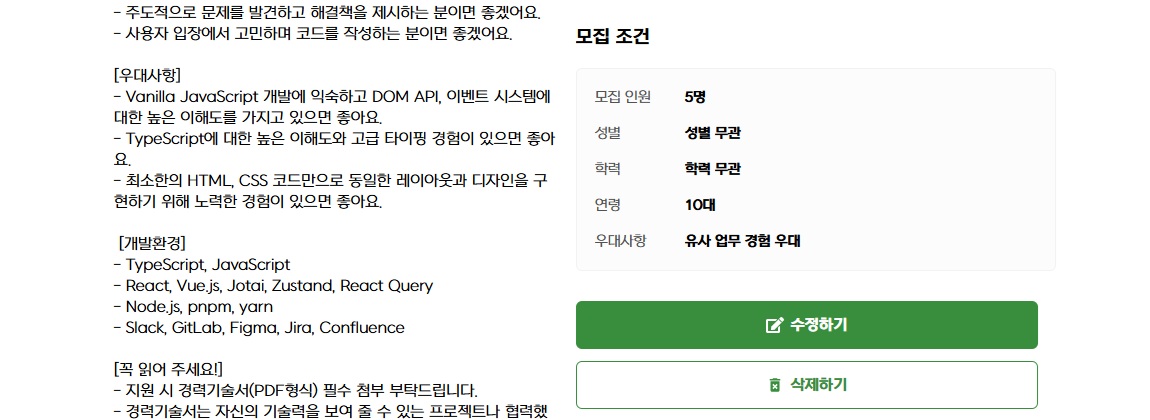 - 주도적으로 문제를 발견하고 해결책을 제시하는 분이면 좋겠어요.
- 사용자 입장에서 고민하며 코드를 작성하는 분이면 좋겠어요.
[우대사항]
- Vanilla JavaScript 개발에 익숙하고 DOM API, 이벤트 시스템에
대한 높은 이해도를 가지고 있으면 좋아요.
- TypeScript에 대한 높은 이해도와 고급 타이핑 경험이 있으면 좋아
요.
- 최소한의 HTML, CSS 코드만으로 동일한 레이아웃과 디자인을 구
현하기 위해 노력한 경험이 있으면 좋아요.
[개발환경]
- TypeScript, JavaScript
- React, Vue.js, Jotai, Zustand, React Query
- Node.js, pnpm, yarn
- Slack, GitLab, Figma, Jira, Confluence
[꼭 읽어 주세요!]
- 지원 시 경력기술서(PDF형식) 필수 첨부 부탁드립니다.
- 경력기술서는 자신의 기술력을 보여 줄 수 있는 프로젝트나 협력했
모집 조건
모집 인원 5명
성별 성별 무관
학력 학력 무관
연령 10대
우대사항 유사 업무 경험 우대
수정하기
삭제하기